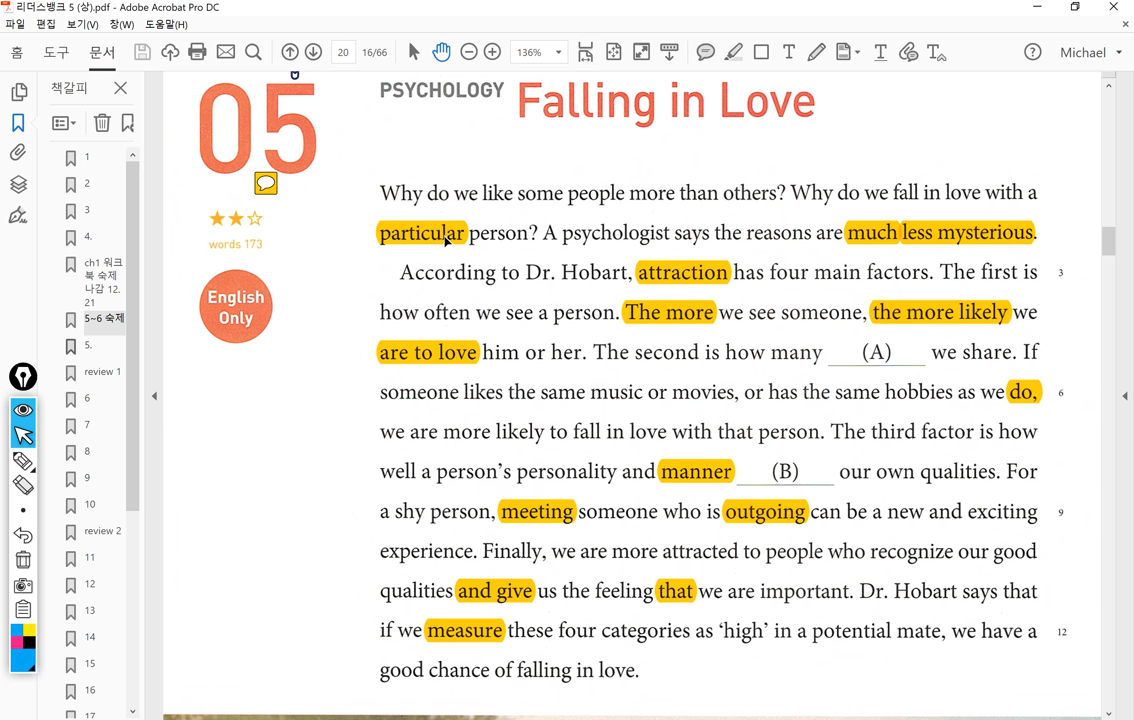 리더스뱅크 5 (상).pdf - Adobe Acrobat Pro DC
파일 편집 보기(V) 창(W) 도움말(H)
홈 도구 문서 20 16/66 136% Michael
책갈피
1
2
3
4.
ch1 워크
북 숙제
나감 12.
21
5~6 숙제
5.
review 1
6
7
8
9
10
review 2
11
12
13
14
15
16
17
05
words 173
English
Only
PSYCHOLOGY Falling in Love
Why do we like some people more than others? Why do we fall in love with a
particular person? A psychologist says the reasons are much less mysterious.
According to Dr. Hobart, attraction has four main factors. The first is 3
how often we see a person. The more we see someone, the more likely we
are to love him or her. The second is how many (A) we share. If
someone likes the same music or movies, or has the same hobbies as we do, 6
we are more likely to fall in love with that person. The third factor is how
well a person's personality and manner (B) our own qualities. For
a shy person, meeting someone who is outgoing can be a new and exciting 9
experience. Finally, we are more attracted to people who recognize our good
qualities and give us the feeling that we are important. Dr. Hobart says that
if we measure these four categories as 'high' in a potential mate, we have a 12
good chance of falling in love.